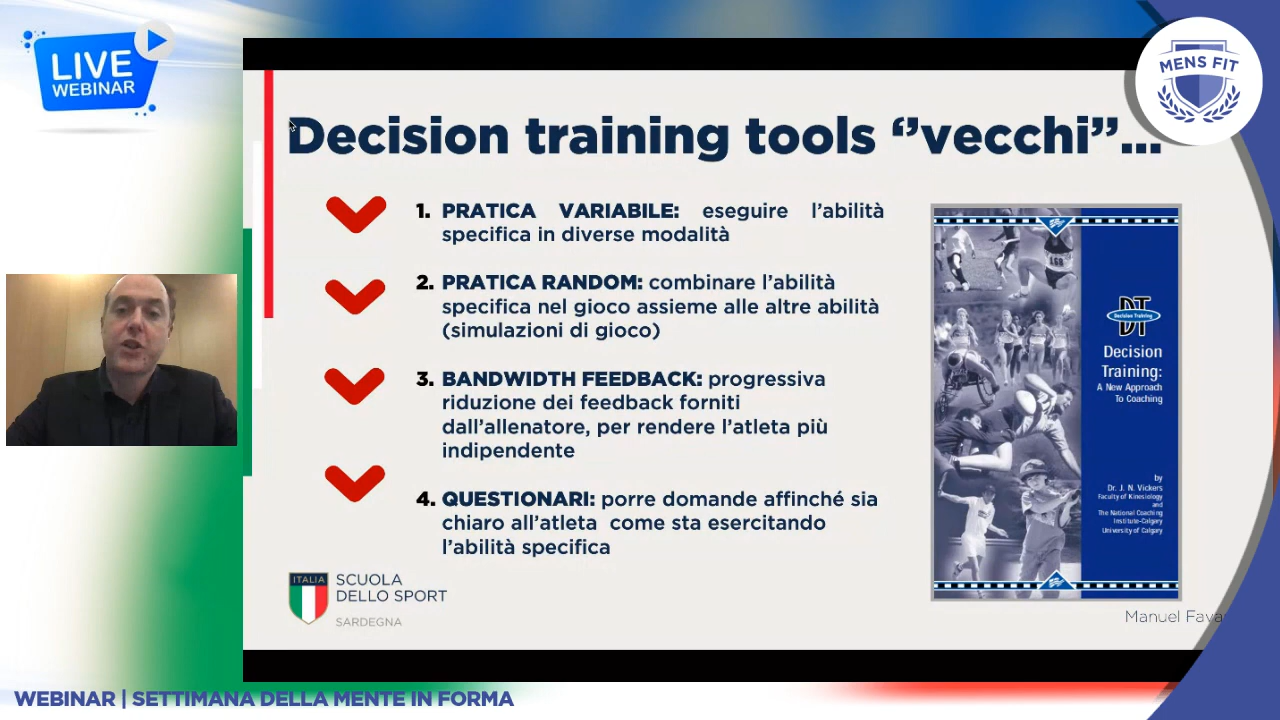 LIVE
WEBINAR
MENS FIT
Decision training tools ‘’vecchi’’...
1. PRATICA VARIABILE: eseguire l’abilità
specifica in diverse modalità
2. PRATICA RANDOM: combinare l’abilità
specifica nel gioco assieme alle altre abilità
(simulazioni di gioco)
3. BANDWIDTH FEEDBACK: progressiva
riduzione dei feedback forniti
dall’allenatore, per rendere l’atleta più
indipendente
4. QUESTIONARI: porre domande affinché sia
chiaro all’atleta come sta esercitando
l’abilità specifica
DT
Decision Training
Decision
Training:
A New Approach
To Coaching
by
Dr. J. N. Vickers
Faculty of Kinesiology
and
The National Coaching
Institute-Calgary
University of Calgary
ITALIA
SCUOLA
DELLO SPORT
SARDEGNA
Manuel Fava
WEBINAR | SETTIMANA DELLA MENTE IN FORMA